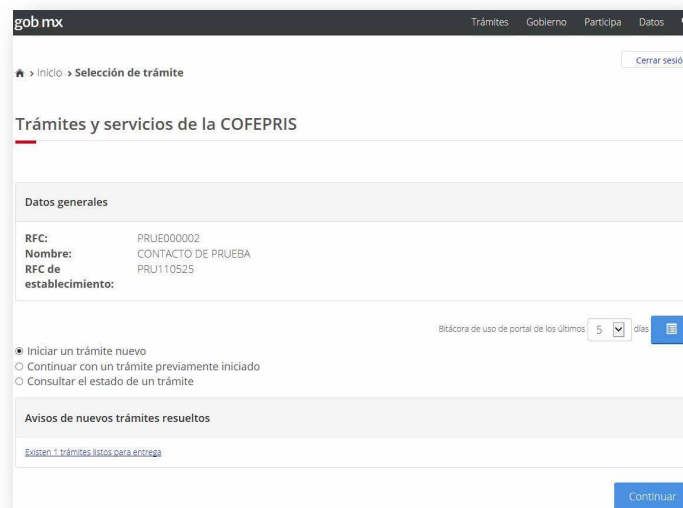 gob mx
Trámites Gobierno Participa Datos
Cerrar sesió
> Inicio > Selección de trámite
Trámites y servicios de la COFEPRIS
Datos generales
RFC: PRUE000002
Nombre: CONTACTO DE PRUEBA
RFC de PRU110525
establecimiento:
Bitácora de uso de portal de los últimos 5 días
Iniciar un trámite nuevo
Continuar con un trámite previamente iniciado
Consultar el estado de un trámite
Avisos de nuevos trámites resueltos
Existen 1 trámites listos para entrega
Continuar